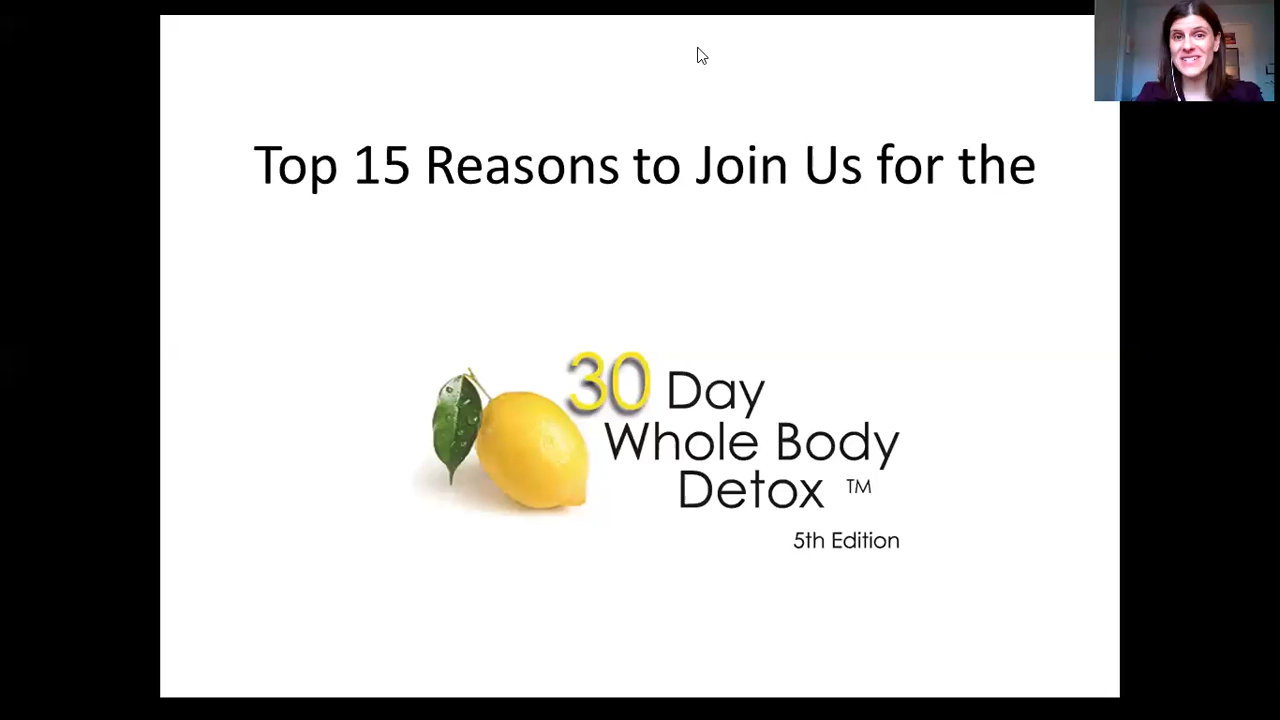 Top 15 Reasons to Join Us for the
30 Day
Whole Body
Detox ™
5th Edition